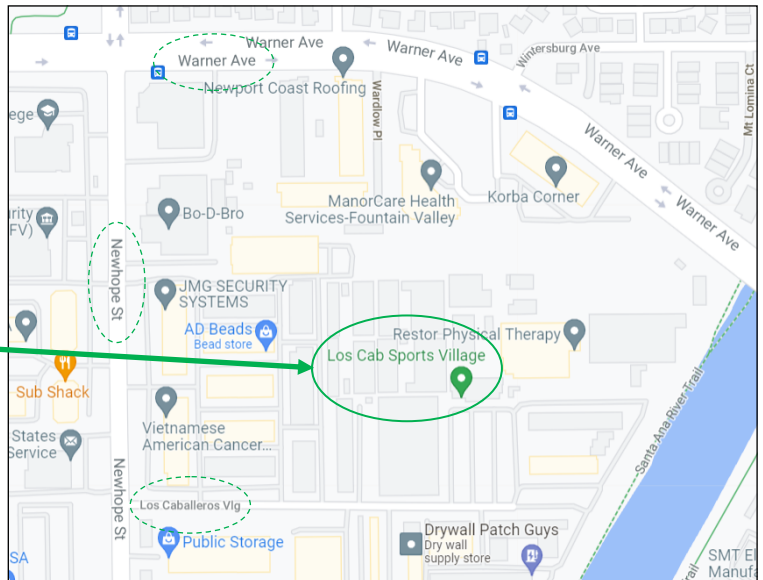 Warner Ave
Warner Ave
Warner Ave
Wintersburg Ave
Newport Coast Roofing
Wardlow Pl
Mt Lomina Ct
ege
Warner Ave
ManorCare Health
Services-Fountain Valley
Korba Corner
Warner Ave
urity
FV)
Bo-D-Bro
Newhope St
JMG SECURITY
SYSTEMS
AD Beads
Bead store
Restor Physical Therapy
Los Cab Sports Village
Sub Shack
Santa Ana River Trail
States
Service
Vietnamese
American Cancer...
Newhope St
Los Caballeros Vlg
Public Storage
Drywall Patch Guys
Dry wall
supply store
SA
SMT El
Manufa
rail